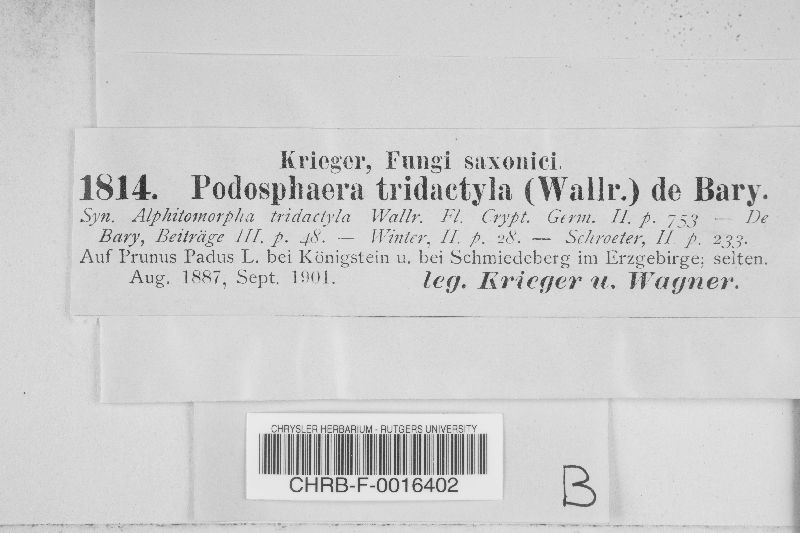 Krieger, Fungi saxonici.
1814. Podosphaera tridactyla (Wallr.) de Bary.
Syn. Alphitomorpha tridactyla Wallr. Fl. Crypt. Germ. II. p. 753 — De
Bary, Beiträge III. p. 48. — Winter, II. p. 28. — Schroeter, II p. 233.
Auf Prunus Padus L. bei Königstein u. bei Schmiedeberg im Erzgebirge; selten.
Aug. 1887, Sept. 1901. leg. Krieger u. Wagner.
CHRYSLER HERBARIUM - RUTGERS UNIVERSITY
CHRB-F-0016402
B